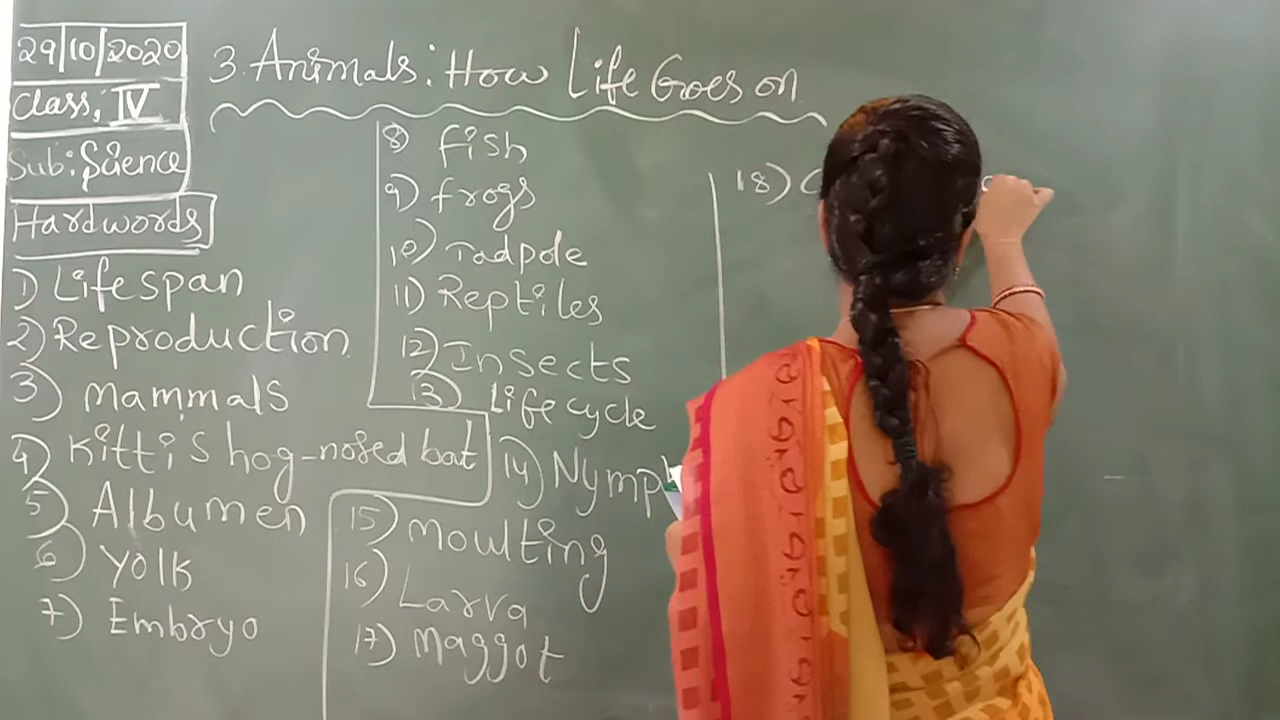 29/10/2020
Class: IV
Sub: Science
Hardwords
3. Animals: How Life Goes on
1) Lifespan
2) Reproduction
3) Mammals
4) Kitti's hog-nosed bat
5) Albumen
6) Yolk
7) Embryo
8) fish
9) frogs
10) Tadpole
11) Reptiles
12) Insects
13) Lifecycle
14) Nymph
15) Moulting
16) Larva
17) Maggot
18) C